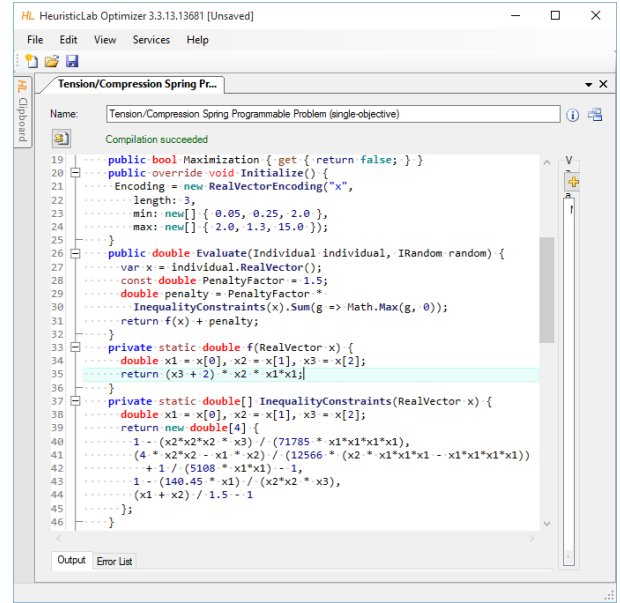 HL HeuristicLab Optimizer 3.3.13.13681 [Unsaved]
File Edit View Services Help
HL Clipboard
Tension/Compression Spring Pr...
Name: Tension/Compression Spring Programmable Problem (single-objective)
Compilation succeeded
19 public bool Maximization { get { return false; } }
20 public override void Initialize() {
21 Encoding = new RealVectorEncoding("x",
22 length: 3,
23 min: new[] { 0.05, 0.25, 2.0 },
24 max: new[] { 2.0, 1.3, 15.0 });
25 }
26 public double Evaluate(Individual individual, IRandom random) {
27 var x = individual.RealVector();
28 const double PenaltyFactor = 1.5;
29 double penalty = PenaltyFactor *
30 InequalityConstraints(x).Sum(g => Math.Max(g, 0));
31 return f(x) + penalty;
32 }
33 private static double f(RealVector x) {
34 double x1 = x[0], x2 = x[1], x3 = x[2];
35 return (x3 + 2) * x2 * x1*x1;
36 }
37 private static double[] InequalityConstraints(RealVector x) {
38 double x1 = x[0], x2 = x[1], x3 = x[2];
39 return new double[4] {
40 1 - (x2*x2*x2 * x3) / (71785 * x1*x1*x1*x1),
41 (4 * x2*x2 - x1 * x2) / (12566 * (x2 * x1*x1*x1 - x1*x1*x1*x1))
42 + 1 / (5108 * x1*x1) - 1,
43 1 - (140.45 * x1) / (x2*x2 * x3),
44 (x1 + x2) / 1.5 - 1
45 };
46 }
Output Error List